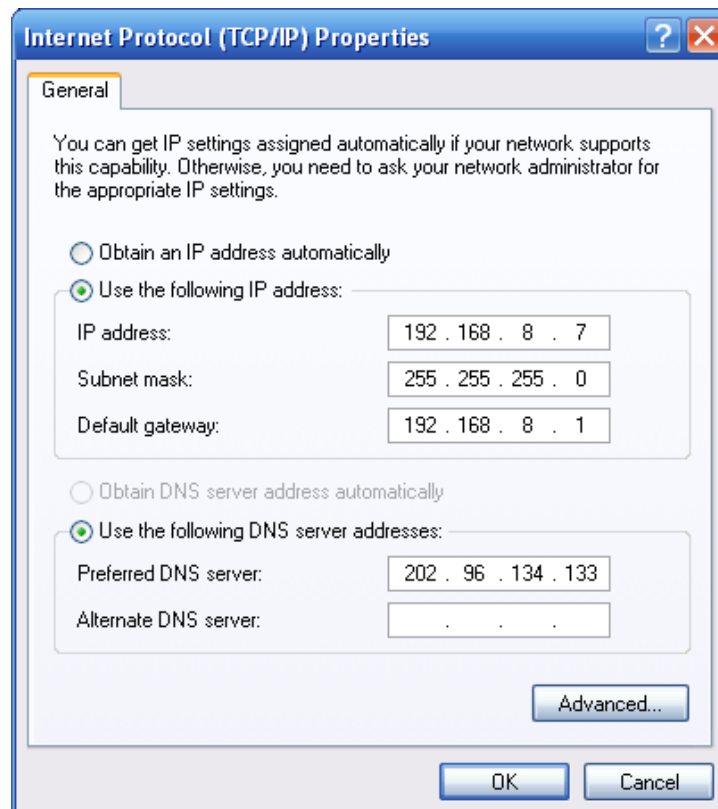 Internet Protocol (TCP/IP) Properties
General
You can get IP settings assigned automatically if your network supports
this capability. Otherwise, you need to ask your network administrator for
the appropriate IP settings.
Obtain an IP address automatically
Use the following IP address:
IP address: 192 . 168 . 8 . 7
Subnet mask: 255 . 255 . 255 . 0
Default gateway: 192 . 168 . 8 . 1
Obtain DNS server address automatically
Use the following DNS server addresses:
Preferred DNS server: 202 . 96 . 134 . 133
Alternate DNS server: . . .
Advanced...
OK Cancel